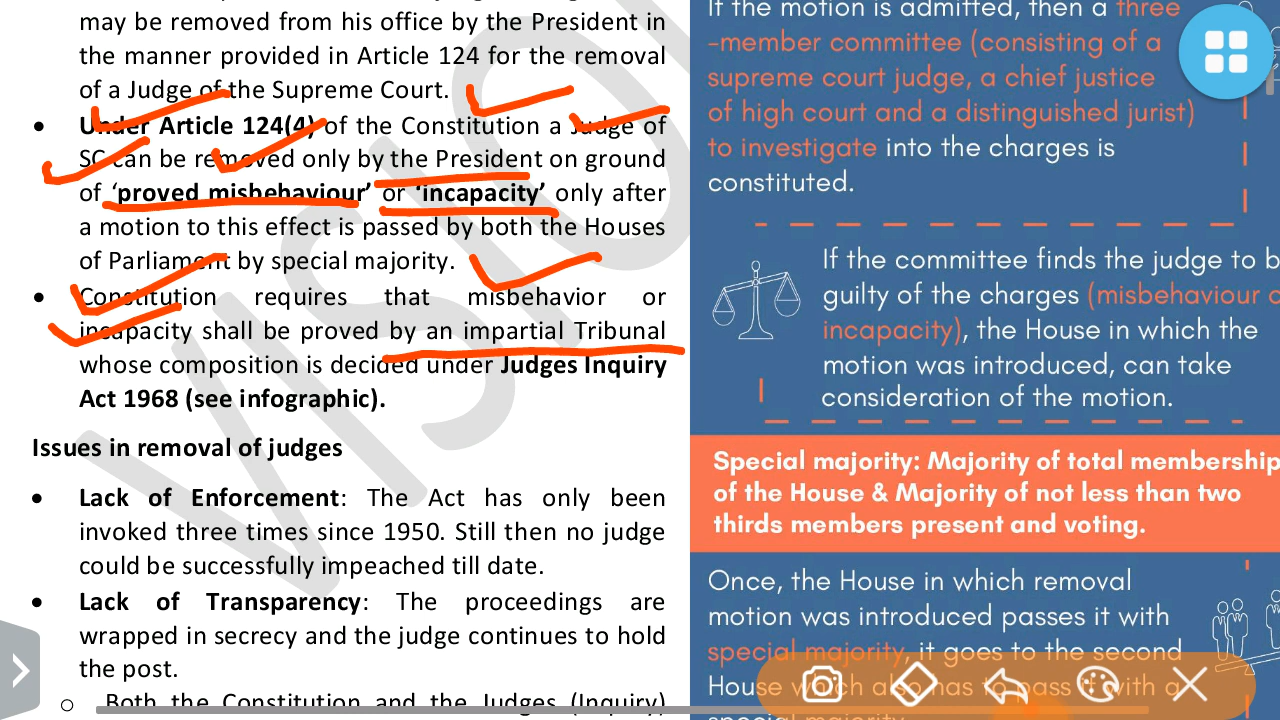 may be removed from his office by the President in
the manner provided in Article 124 for the removal
of a Judge of the Supreme Court.
• Under Article 124(4) of the Constitution a Judge of
SC can be removed only by the President on ground
of ‘proved misbehaviour’ or ‘incapacity’ only after
a motion to this effect is passed by both the Houses
of Parliament by special majority.
• Constitution requires that misbehavior or
incapacity shall be proved by an impartial Tribunal
whose composition is decided under Judges Inquiry
Act 1968 (see infographic).
Issues in removal of judges
• Lack of Enforcement: The Act has only been
invoked three times since 1950. Still then no judge
could be successfully impeached till date.
• Lack of Transparency: The proceedings are
wrapped in secrecy and the judge continues to hold
the post.
○ Both the Constitution and the Judges (Inquiry)
If the motion is admitted, then a three
-member committee (consisting of a
supreme court judge, a chief justice
of high court and a distinguished jurist)
to investigate into the charges is
constituted.
If the committee finds the judge to b
guilty of the charges (misbehaviour o
incapacity), the House in which the
motion was introduced, can take
consideration of the motion.
Special majority: Majority of total membership
of the House & Majority of not less than two
thirds members present and voting.
Once, the House in which removal
motion was introduced passes it with
special majority, it goes to the second
House which also has to pass it with a
special majority
VISIO